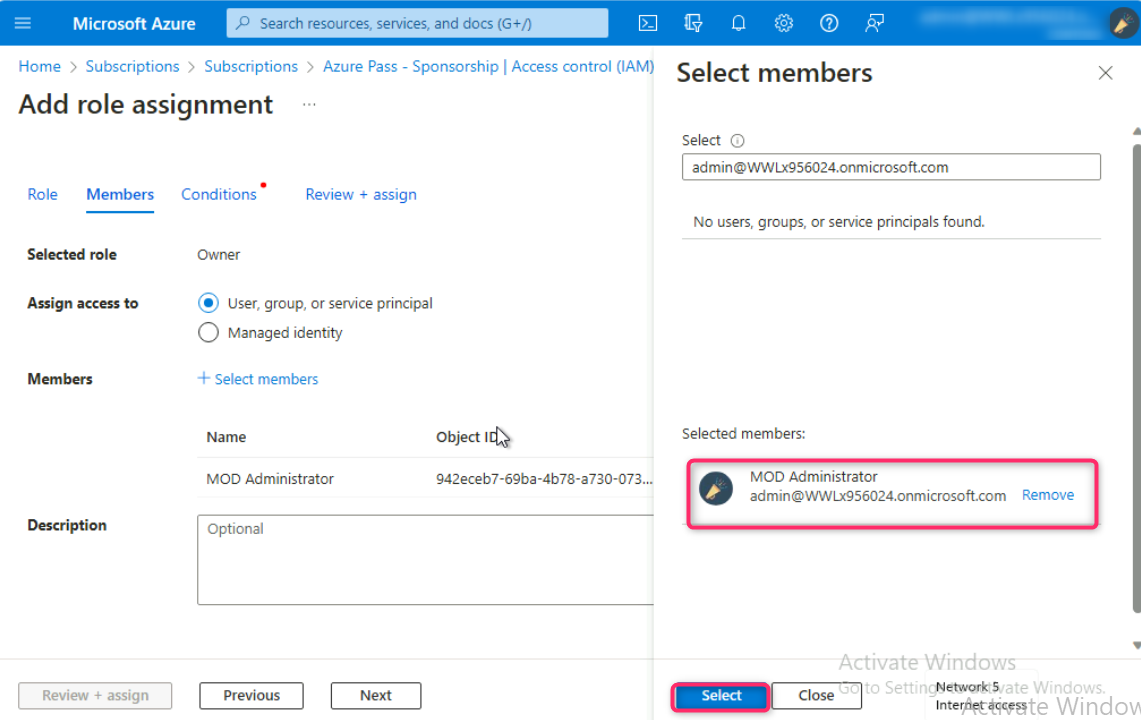 Microsoft Azure
Search resources, services, and docs (G+/)
Home > Subscriptions > Subscriptions > Azure Pass - Sponsorship | Access control (IAM)
Add role assignment ...
Role Members Conditions Review + assign
Selected role Owner
Assign access to User, group, or service principal
Managed identity
Members + Select members
Name Object ID
MOD Administrator 942eceb7-69ba-4b78-a730-073...
Description Optional
Review + assign Previous Next
Select members
Select
admin@WWLx956024.onmicrosoft.com
No users, groups, or service principals found.
Selected members:
MOD Administrator
admin@WWLx956024.onmicrosoft.com Remove
Select Close
Activate Windows
Go to Settings to activate Windows.
Network 5
Internet access
Activate Window